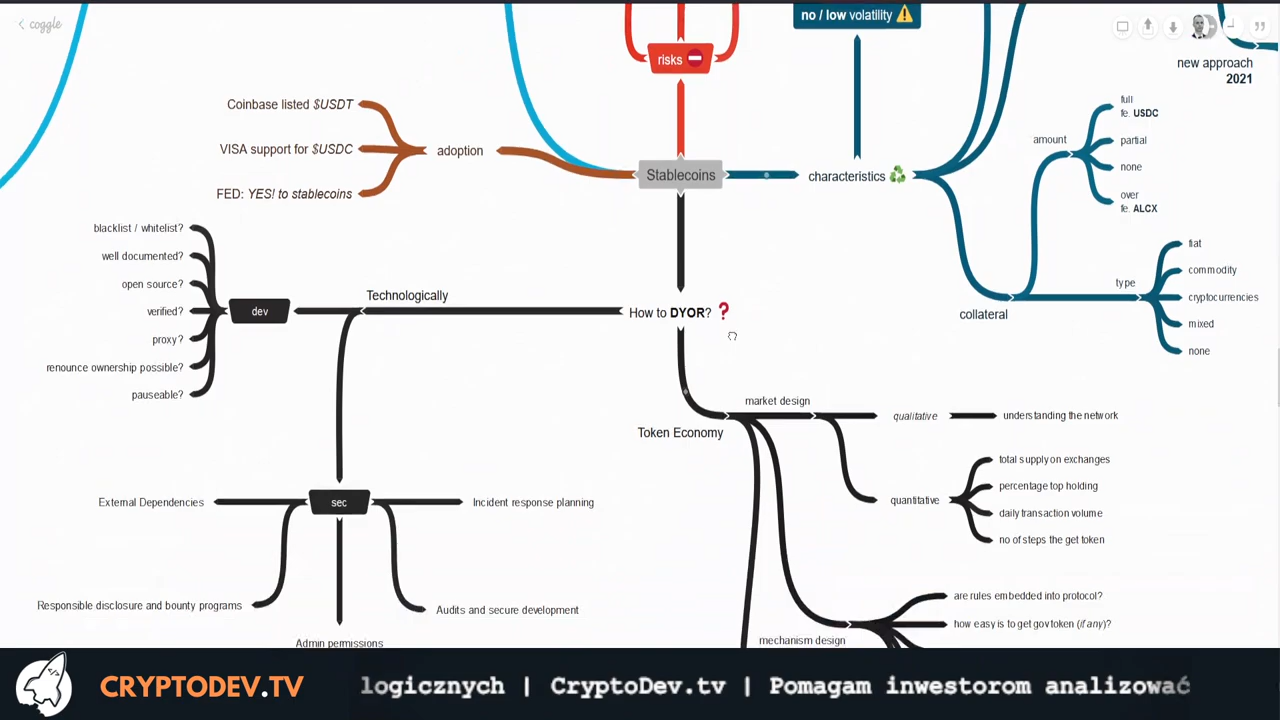 coggle
no / low volatility
risks
new approach
2021
Coinbase listed $USDT
VISA support for $USDC
FED: YES! to stablecoins
adoption
Stablecoins
characteristics
amount
full
fe. USDC
partial
none
over
fe. ALCX
collateral
type
fiat
commodity
cryptocurrencies
mixed
none
blacklist / whitelist?
well documented?
open source?
verified?
proxy?
renounce ownership possible?
pauseable?
dev
Technologically
How to DYOR? ?
market design
Token Economy
qualitative
understanding the network
quantitative
total supply on exchanges
percentage top holding
daily transaction volume
no of steps the get token
sec
External Dependencies
Incident response planning
Responsible disclosure and bounty programs
Audits and secure development
Admin permissions
mechanism design
are rules embedded into protocol?
how easy is to get gov token (if any)?
CRYPTODEV.TV
logicznych | CryptoDev.tv | Pomagam inwestorom analizować